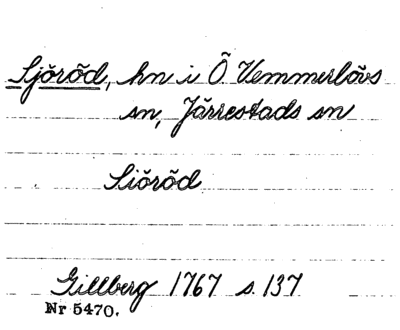 Sjöröd, hn i Ö Vemmerlövs
sn, Järrestads sn
Siöröd
Gillberg 1767 s. 137
Nr 5470.